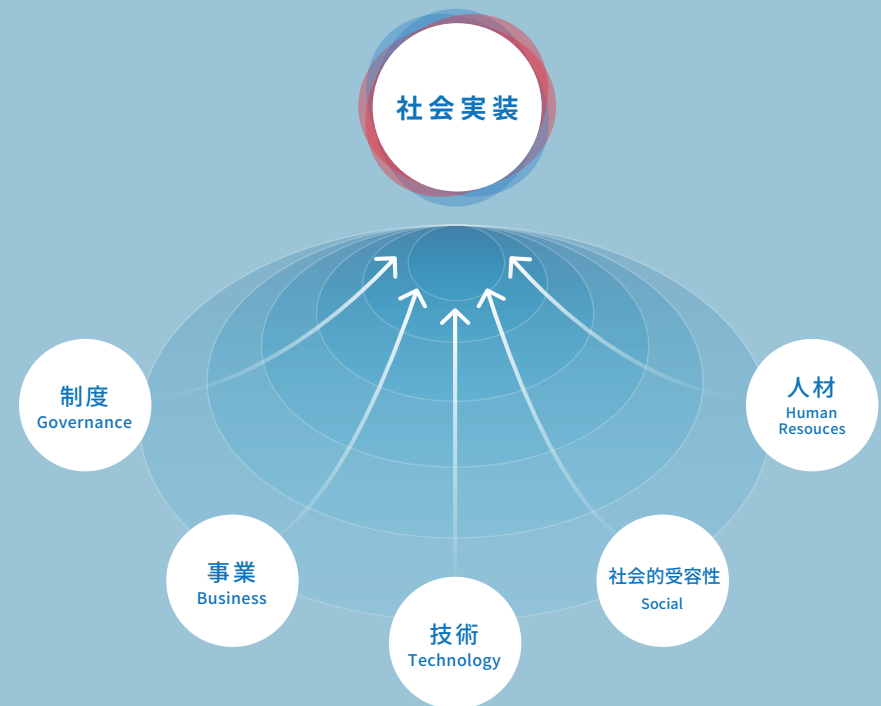 社会実装
制度
Governance
人材
Human
Resouces
事業
Business
社会的受容性
Social
技術
Technology